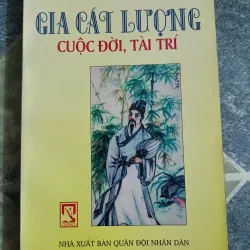 GIA CÁT LƯỢNG
CUỘC ĐỜI, TÀI TRÍ
NHÀ XUẤT BẢN QUÂN ĐỘI NHÂN DÂN